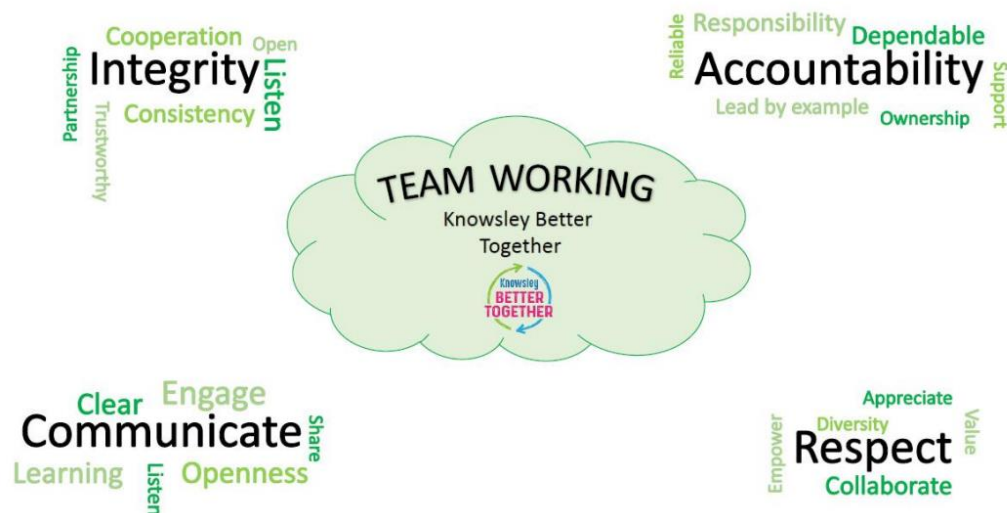 Cooperation
Open
Partnership
Integrity
Listen
Trustworthy
Consistency
Reliable
Responsibility
Dependable
Accountability
Support
Lead by example
Ownership
TEAM WORKING
Knowsley Better
Together
Knowsley
BETTER
TOGETHER
Clear
Engage
Communicate
Share
Learning
Listen
Openness
Appreciate
Empower
Diversity
Value
Respect
Collaborate